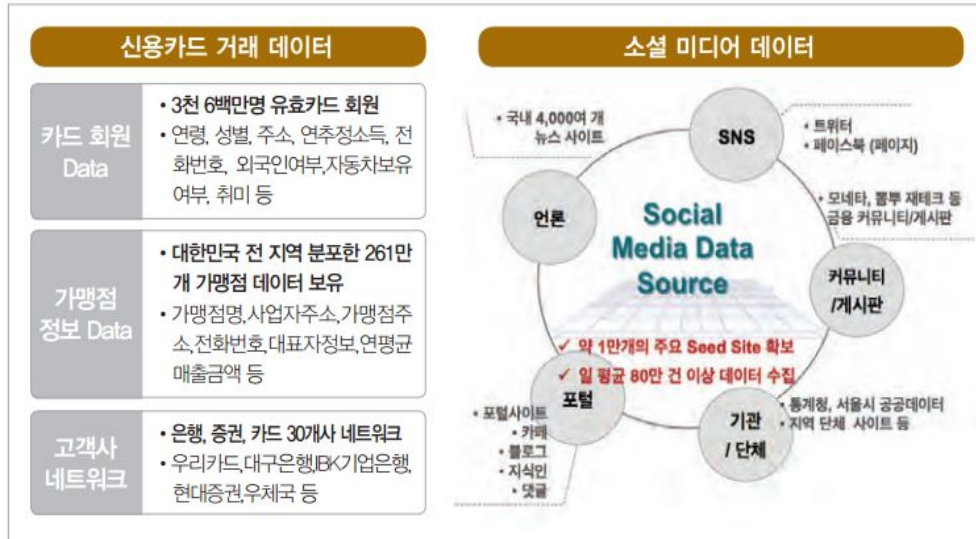 신용카드 거래 데이터
카드 회원
Data
• 3천 6백만명 유효카드 회원
• 연령, 성별, 주소, 연추정소득, 전
화번호, 외국인여부,자동차보유
여부, 취미 등
가맹점
정보 Data
• 대한민국 전 지역 분포한 261만
개 가맹점 데이터 보유
• 가맹점명,사업자주소,가맹점주
소,전화번호,대표자정보,연평균
매출금액 등
고객사
네트워크
• 은행, 증권, 카드 30개사 네트워크
• 우리카드,대구은행,IBK기업은행,
현대증권,우체국 등
소셜 미디어 데이터
• 국내 4,000여 개
뉴스 사이트
SNS
• 트위터
• 페이스북 (페이지)
언론
Social
Media Data
Source
• 모네타, 뽐뿌 재테크 등
금융 커뮤니티/게시판
커뮤니티
/게시판
✓ 약 1만개의 주요 Seed Site 확보
✓ 일 평균 80만 건 이상 데이터 수집
포털
• 포털사이트
• 카페
• 블로그
• 지식인
• 댓글
기관
/ 단체
• 통계청, 서울시 공공데이터
• 지역 단체 사이트 등